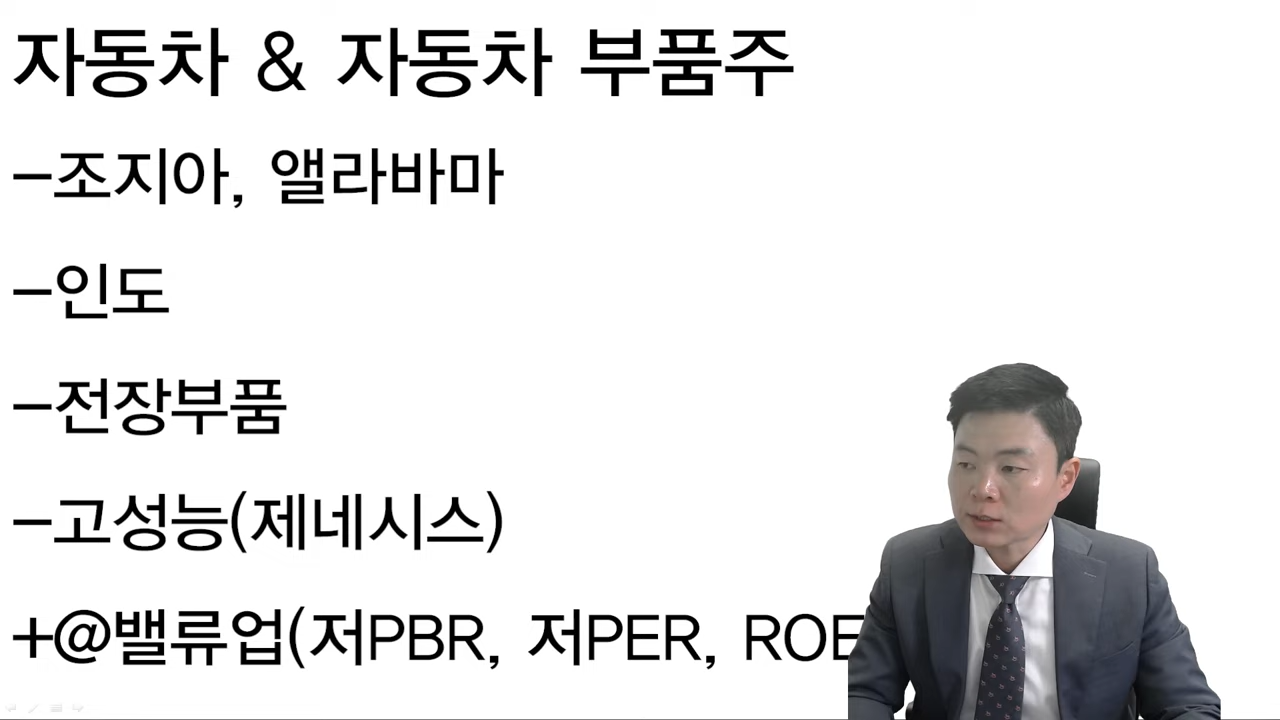 자동차 & 자동차 부품주
-조지아, 앨라바마
-인도
-전장부품
-고성능(제네시스)
+@밸류업(저PBR, 저PER, ROE